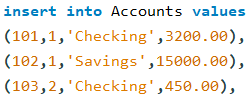 insert into Accounts values
(101,1,'Checking',3200.00),
(102,1,'Savings',15000.00),
(103,2,'Checking',450.00),